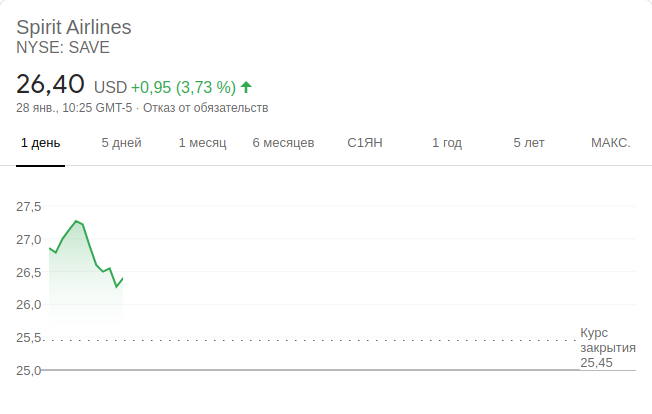 Spirit Airlines
NYSE: SAVE
26,40 USD +0,95 (3,73 %)
28 янв., 10:25 GMT-5 · Отказ от обязательств
1 день 5 дней 1 месяц 6 месяцев С1ЯН 1 год 5 лет МАКС.
27,5
27,0
26,5
26,0
25,5
Курс
закрытия
25,45
25,0